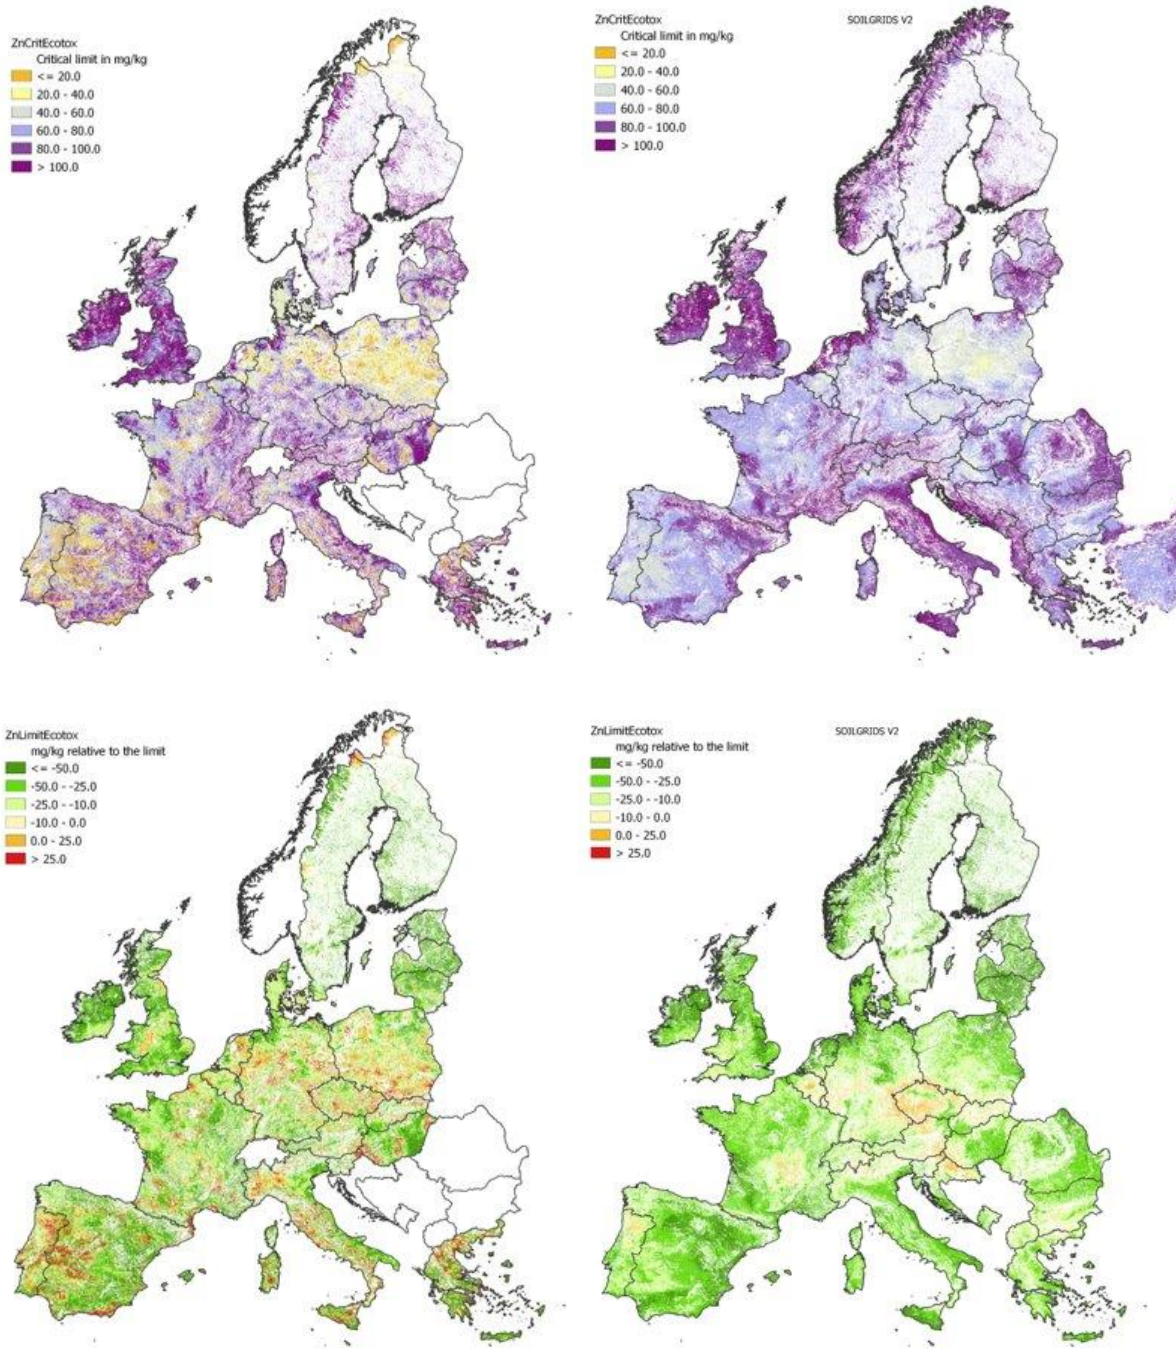 ZnCritEcotox
Critical limit in mg/kg
<= 20.0
20.0 - 40.0
40.0 - 60.0
60.0 - 80.0
80.0 - 100.0
> 100.0
ZnCritEcotox
SOILGRIDS V2
Critical limit in mg/kg
<= 20.0
20.0 - 40.0
40.0 - 60.0
60.0 - 80.0
80.0 - 100.0
> 100.0
ZnLimitEcotox
mg/kg relative to the limit
<= -50.0
-50.0 - -25.0
-25.0 - -10.0
-10.0 - 0.0
0.0 - 25.0
> 25.0
ZnLimitEcotox
SOILGRIDS V2
mg/kg relative to the limit
<= -50.0
-50.0 - -25.0
-25.0 - -10.0
-10.0 - 0.0
0.0 - 25.0
> 25.0